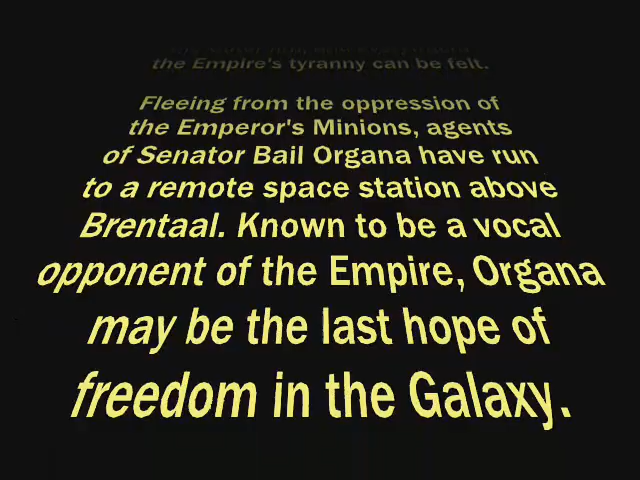 the Empire's tyranny can be felt.
Fleeing from the oppression of
the Emperor's Minions, agents
of Senator Bail Organa have run
to a remote space station above
Brentaal. Known to be a vocal
opponent of the Empire, Organa
may be the last hope of
freedom in the Galaxy.